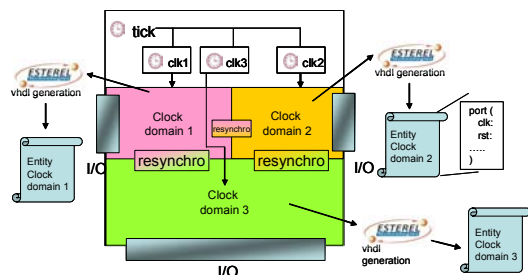 tick
clk1
clk3
clk2
ESTEREL
vhdl generation
ESTEREL
vhdl generation
Clock
domain 1
resynchro
Clock
domain 2
Entity
Clock
domain 1
Entity
Clock
domain 2
port (
clk:
rst:
.....
)
I/O
resynchro
resynchro
I/O
Clock
domain 3
ESTEREL
vhdl
generation
Entity
Clock
domain 3
I/O